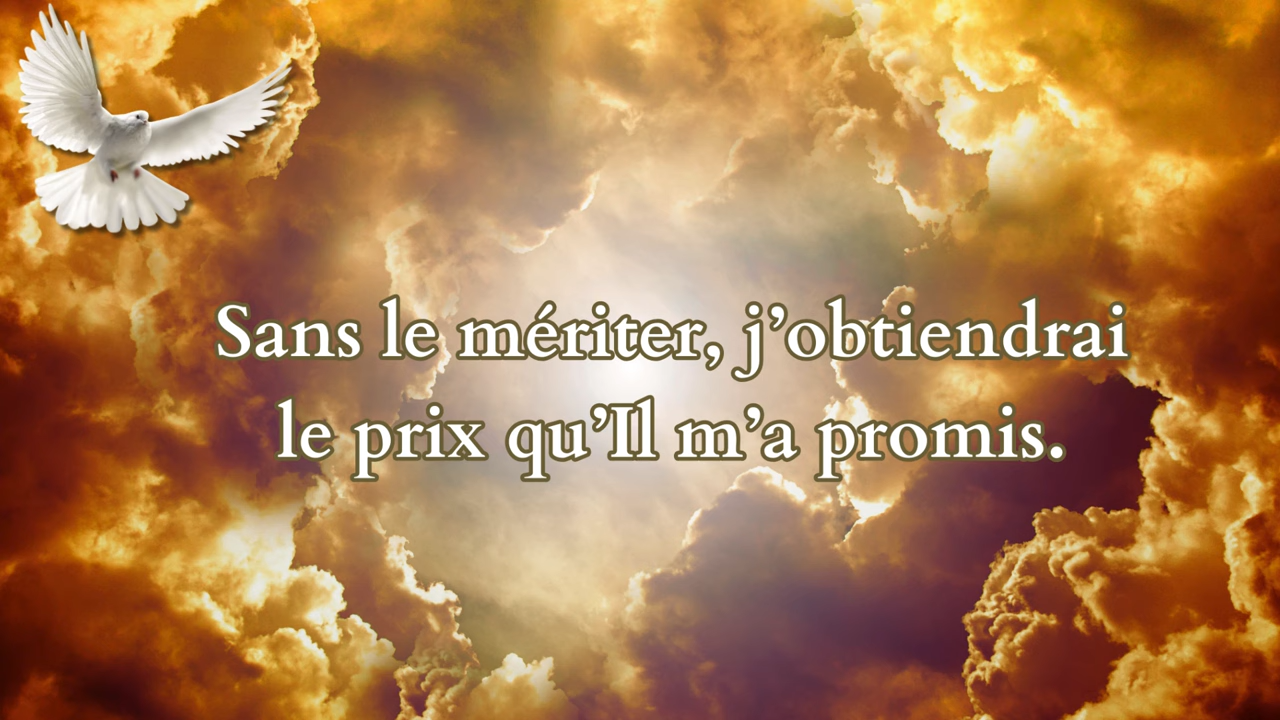 Sans le mériter, j’obtiendrai
le prix qu’Il m’a promis.